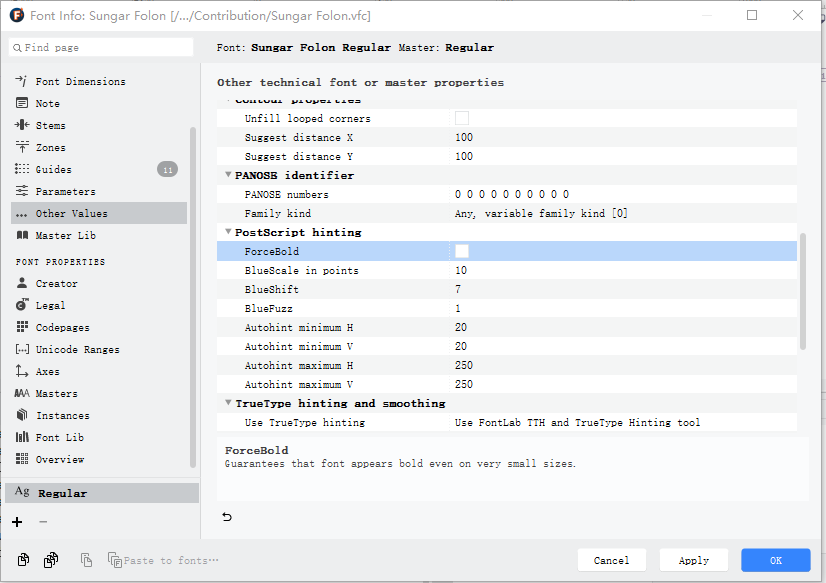 Font Info: Sungar Folon [/.../Contribution/Sungar Folon.vfc]
Find page
Font: Sungar Folon Regular Master: Regular
Font Dimensions
Note
Stems
Zones
Guides 11
Parameters
Other Values
Master Lib
FONT PROPERTIES
Creator
Legal
Codepages
Unicode Ranges
Axes
Masters
Instances
Font Lib
Overview
Ag Regular
Other technical font or master properties
Contour properties
Unfill looped corners
Suggest distance X 100
Suggest distance Y 100
PANOSE identifier
PANOSE numbers 0 0 0 0 0 0 0 0 0 0
Family kind Any, variable family kind [0]
PostScript hinting
ForceBold
BlueScale in points 10
BlueShift 7
BlueFuzz 1
Autohint minimum H 20
Autohint minimum V 20
Autohint maximum H 250
Autohint maximum V 250
TrueType hinting and smoothing
Use TrueType hinting Use FontLab TTH and TrueType Hinting tool
ForceBold
Guarantees that font appears bold even on very small sizes.
Paste to fonts…
Cancel
Apply
OK